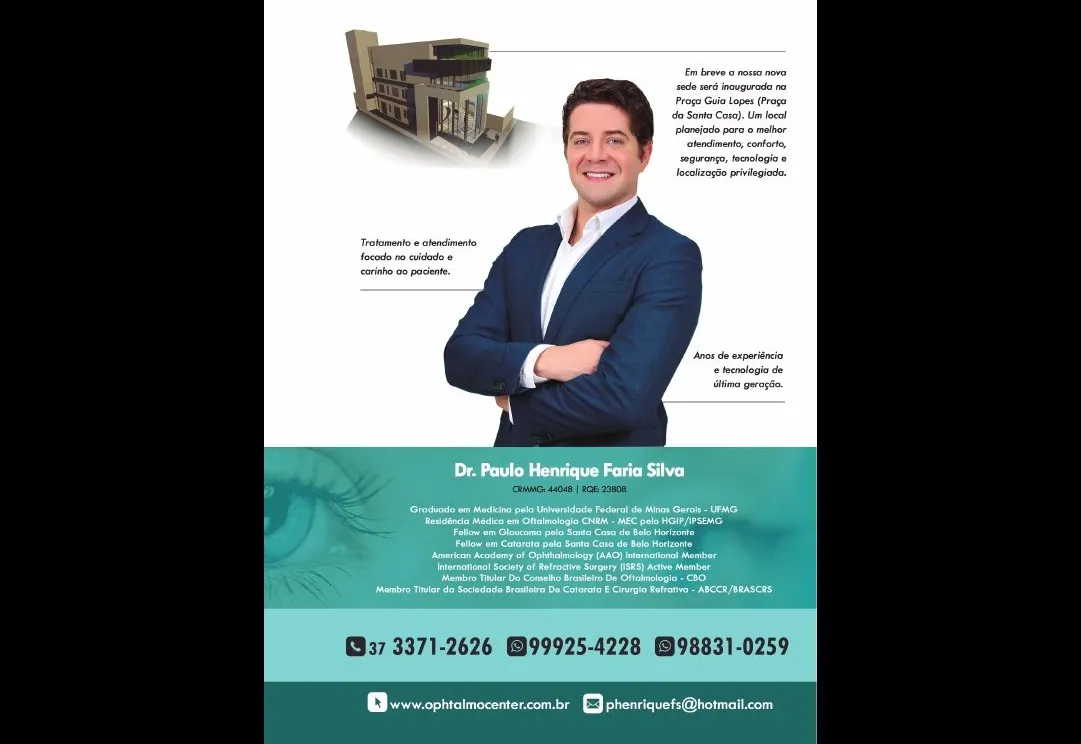 Em breve a nossa nova
sede será inaugurada na
Praça Guia Lopes (Praça
da Santa Casa). Um local
planejado para o melhor
atendimento, conforto,
segurança, tecnologia e
localização privilegiada.
Tratamento e atendimento
focado no cuidado e
carinho ao paciente.
Anos de experiência
e tecnologia de
última geração.
Dr. Paulo Henrique Faria Silva
CRMMG: 44048 | RQE: 23808
Graduado em Medicina pela Universidade Federal de Minas Gerais - UFMG
Residência Médica em Oftalmologia CNRM - MEC pelo HGIP/IPSEMG
Fellow em Glaucoma pela Santa Casa de Belo Horizonte
Fellow em Catarata pela Santa Casa de Belo Horizonte
American Academy of Ophthalmology (AAO) International Member
International Society of Refractive Surgery (ISRS) Active Member
Membro Titular Do Conselho Brasileiro De Oftalmologia - CBO
Membro Titular da Sociedade Brasileira De Catarata E Cirurgia Refrativa - ABCCR/BRASCRS
37 3371-2626 99925-4228 98831-0259
www.ophtalmocenter.com.br phenriquefs@hotmail.com